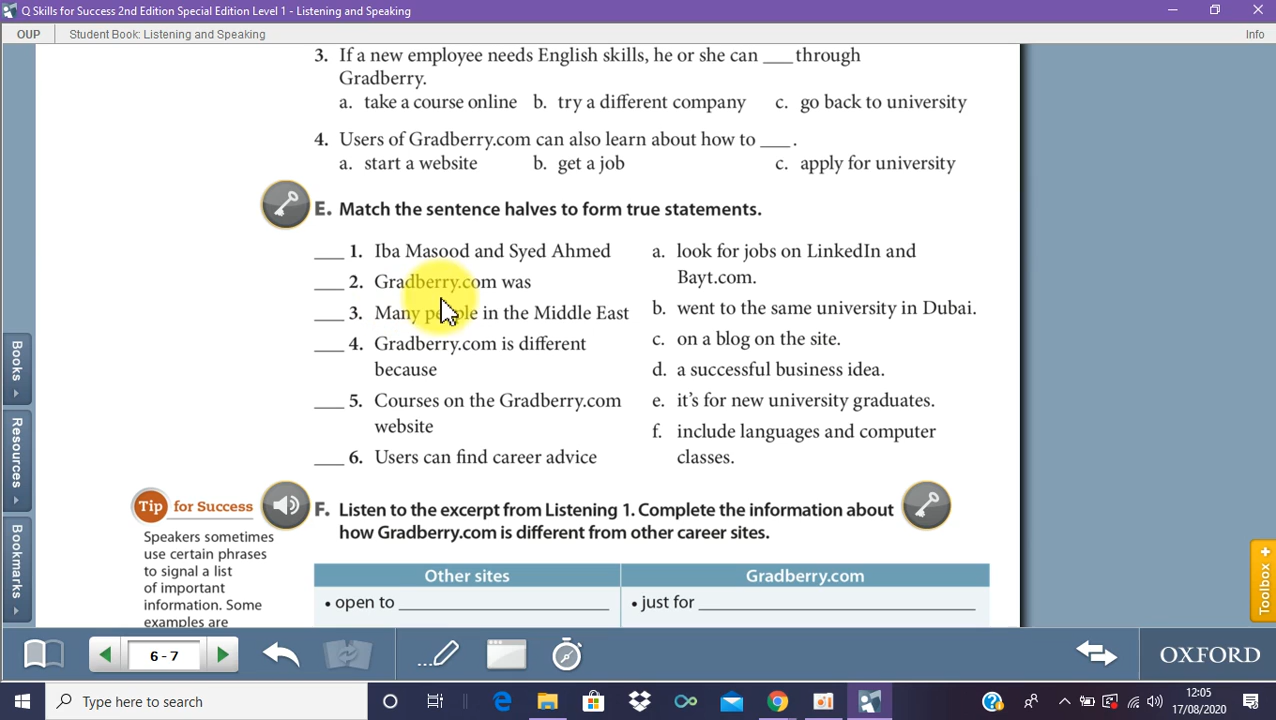 Q Skills for Success 2nd Edition Special Edition Level 1 - Listening and Speaking
OUP Student Book: Listening and Speaking Info
3. If a new employee needs English skills, he or she can ___ through
Gradberry.
a. take a course online b. try a different company c. go back to university
4. Users of Gradberry.com can also learn about how to ___ .
a. start a website b. get a job c. apply for university
E. Match the sentence halves to form true statements.
___ 1. Iba Masood and Syed Ahmed
___ 2. Gradberry.com was
___ 3. Many people in the Middle East
___ 4. Gradberry.com is different
because
___ 5. Courses on the Gradberry.com
website
___ 6. Users can find career advice
a. look for jobs on LinkedIn and
Bayt.com.
b. went to the same university in Dubai.
c. on a blog on the site.
d. a successful business idea.
e. it's for new university graduates.
f. include languages and computer
classes.
Tip for Success
Speakers sometimes
use certain phrases
to signal a list
of important
information. Some
examples are
F. Listen to the excerpt from Listening 1. Complete the information about
how Gradberry.com is different from other career sites.
Other sites Gradberry.com
• open to ___ • just for ___
Books
Resources
Bookmarks
Toolbox +
6 - 7
OXFORD
Type here to search
12:05
17/08/2020